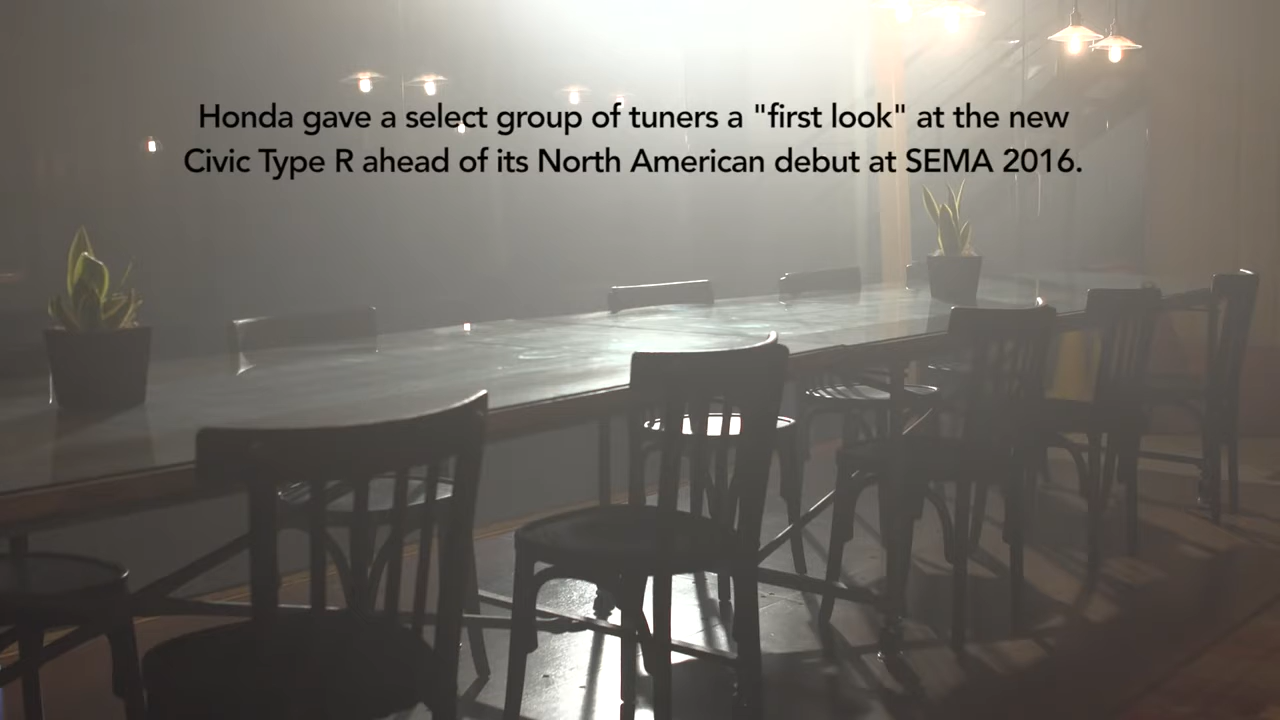 Honda gave a select group of tuners a "first look" at the new
Civic Type R ahead of its North American debut at SEMA 2016.